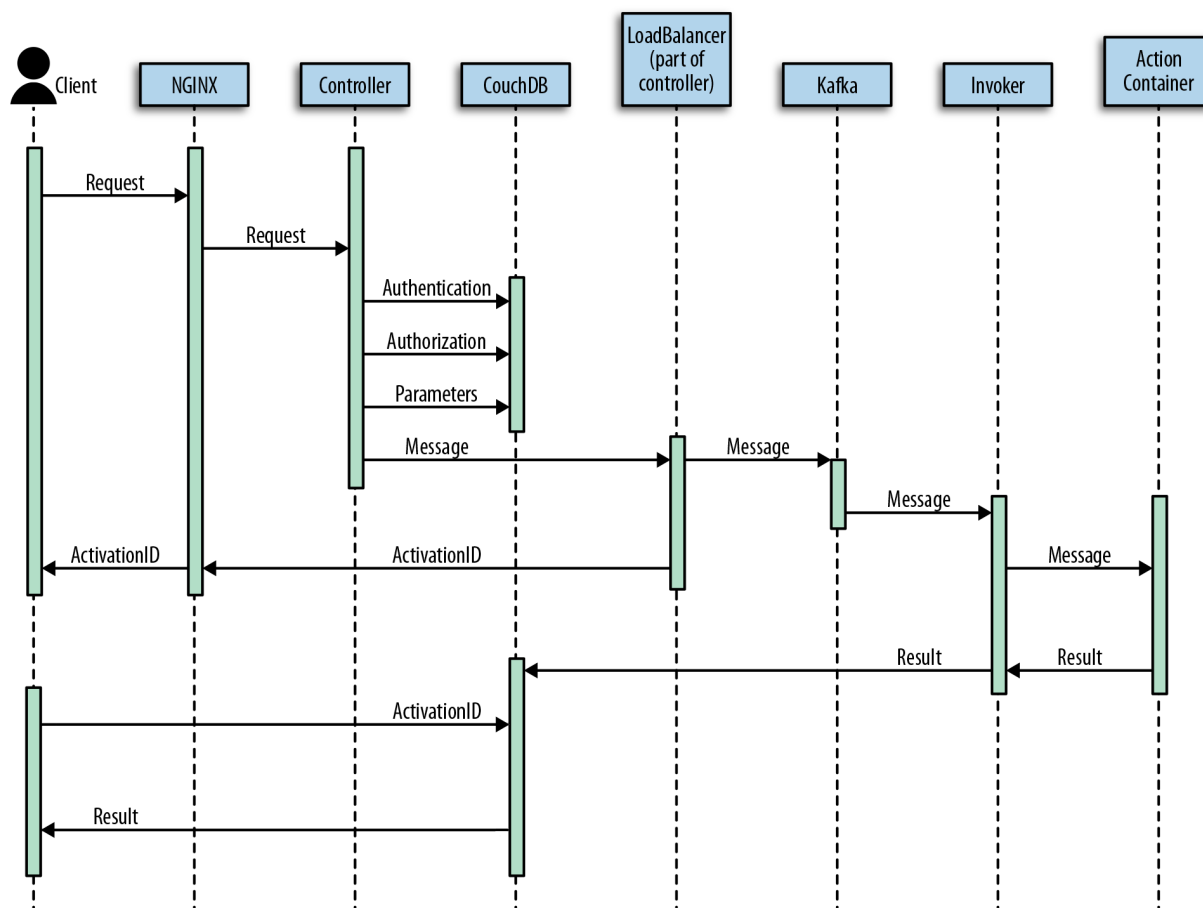 Client
NGINX
Controller
CouchDB
LoadBalancer
(part of
controller)
Kafka
Invoker
Action
Container
Request
Request
Authentication
Authorization
Parameters
Message
Message
Message
ActivationID
ActivationID
Message
Result
Result
ActivationID
Result